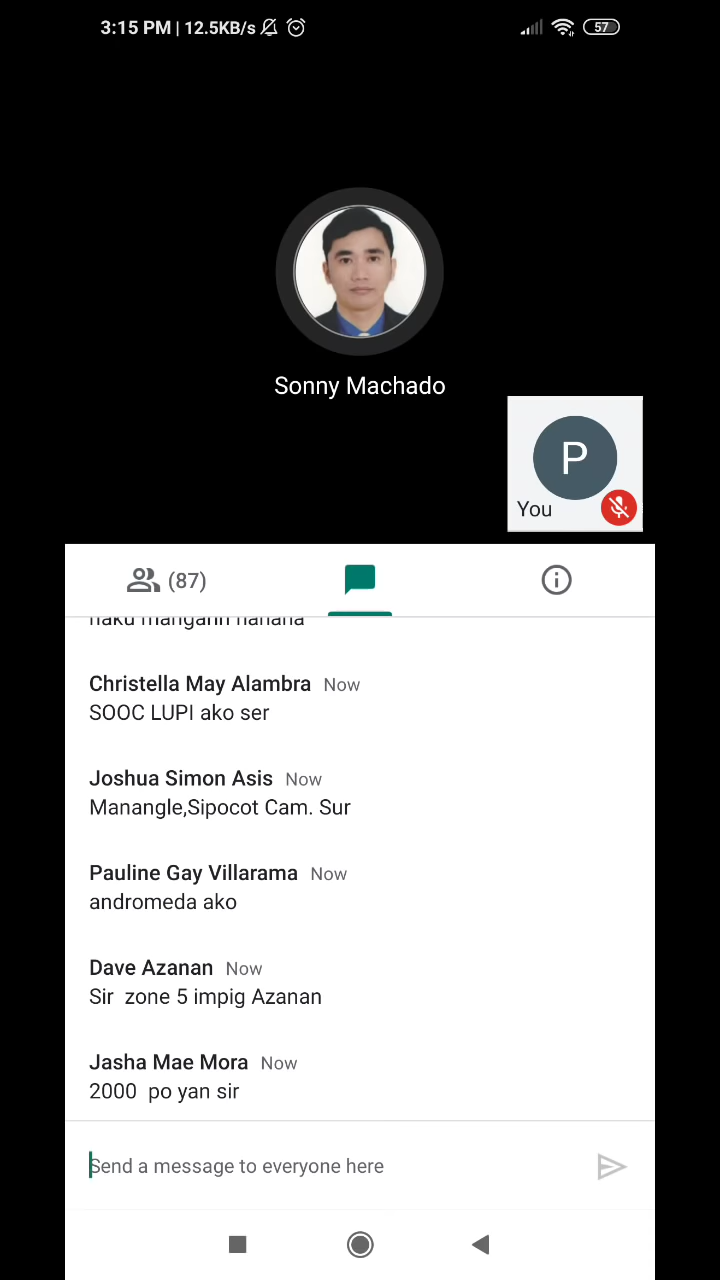 3:15 PM | 12.5KB/s
57
Sonny Machado
P
You
(87)
Christella May Alambra Now
SOOC LUPI ako ser
Joshua Simon Asis Now
Manangle,Sipocot Cam. Sur
Pauline Gay Villarama Now
andromeda ako
Dave Azanan Now
Sir zone 5 impig Azanan
Jasha Mae Mora Now
2000 po yan sir
Send a message to everyone here